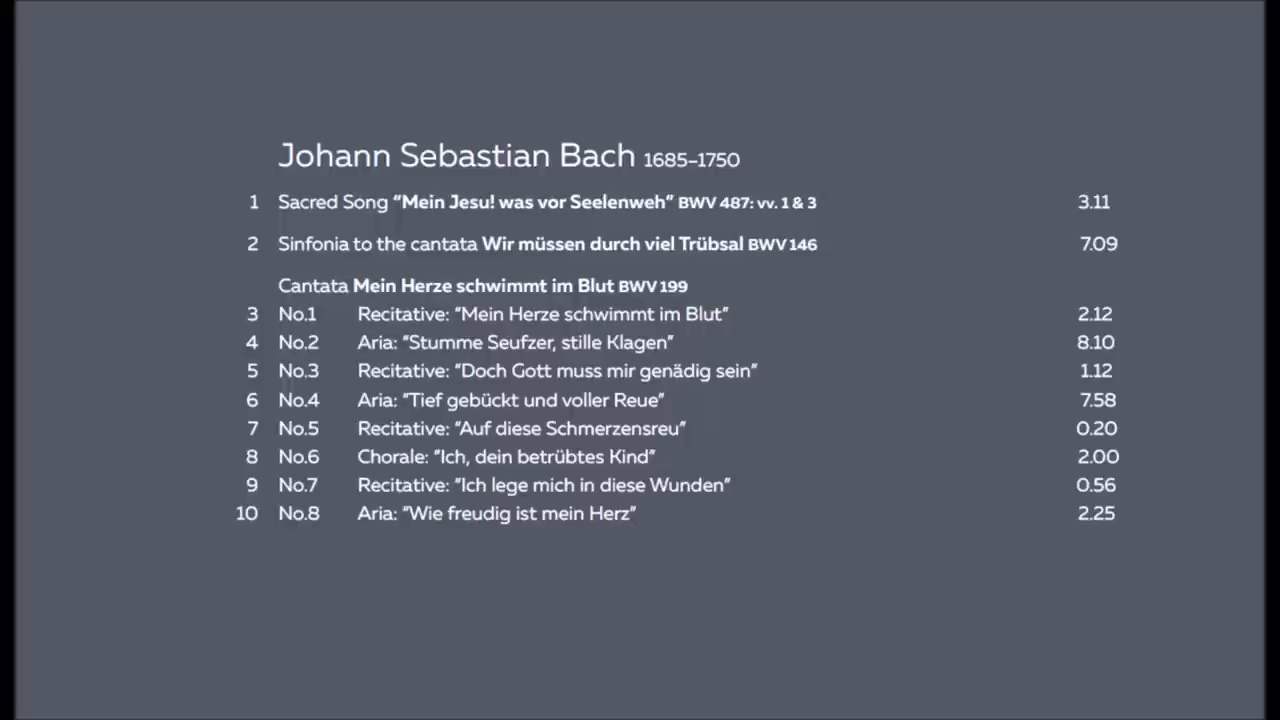 Johann Sebastian Bach 1685–1750
1 Sacred Song “Mein Jesu! was vor Seelenweh” BWV 487: vv. 1 & 3 3.11
2 Sinfonia to the cantata Wir müssen durch viel Trübsal BWV 146 7.09
Cantata Mein Herze schwimmt im Blut BWV 199
3 No.1 Recitative: “Mein Herze schwimmt im Blut” 2.12
4 No.2 Aria: “Stumme Seufzer, stille Klagen” 8.10
5 No.3 Recitative: “Doch Gott muss mir genädig sein” 1.12
6 No.4 Aria: “Tief gebückt und voller Reue” 7.58
7 No.5 Recitative: “Auf diese Schmerzensreu” 0.20
8 No.6 Chorale: “Ich, dein betrübtes Kind” 2.00
9 No.7 Recitative: “Ich lege mich in diese Wunden” 0.56
10 No.8 Aria: “Wie freudig ist mein Herz” 2.25